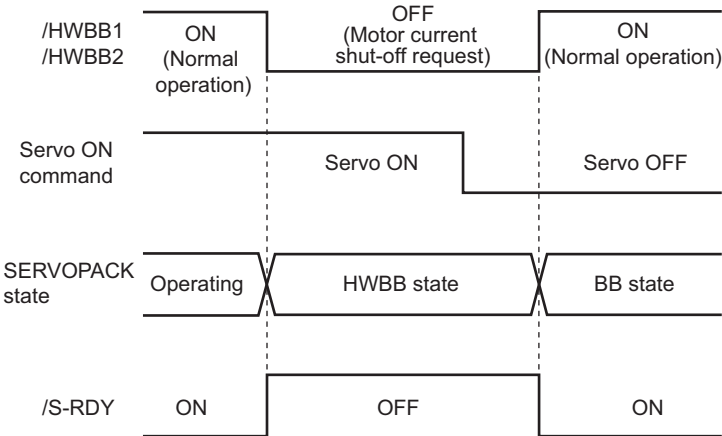 /HWBB1
/HWBB2
ON
(Normal
operation)
OFF
(Motor current
shut-off request)
ON
(Normal operation)
Servo ON
command
Servo ON
Servo OFF
SERVOPACK
state
Operating
HWBB state
BB state
/S-RDY
ON
OFF
ON